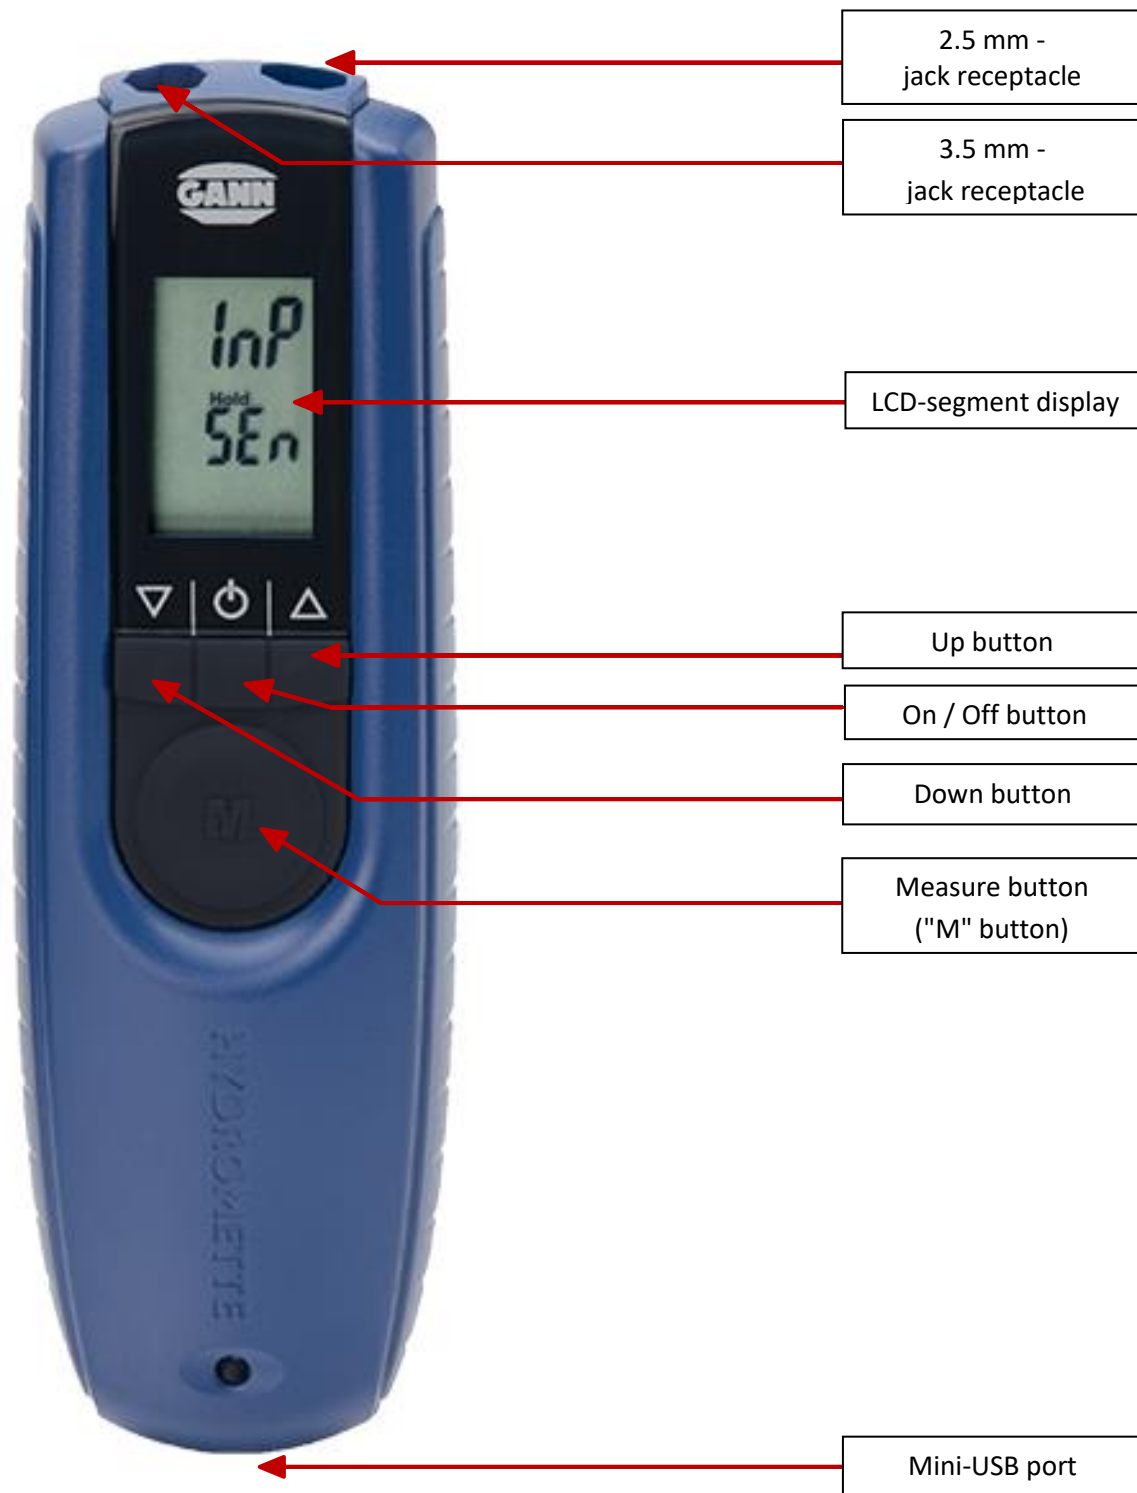 2.5 mm -
jack receptacle
3.5 mm -
jack receptacle
GANN
InP
Hold
SEn
LCD-segment display
Up button
On / Off button
Down button
M
Measure button
("M" button)
HYDROMETTE
Mini-USB port